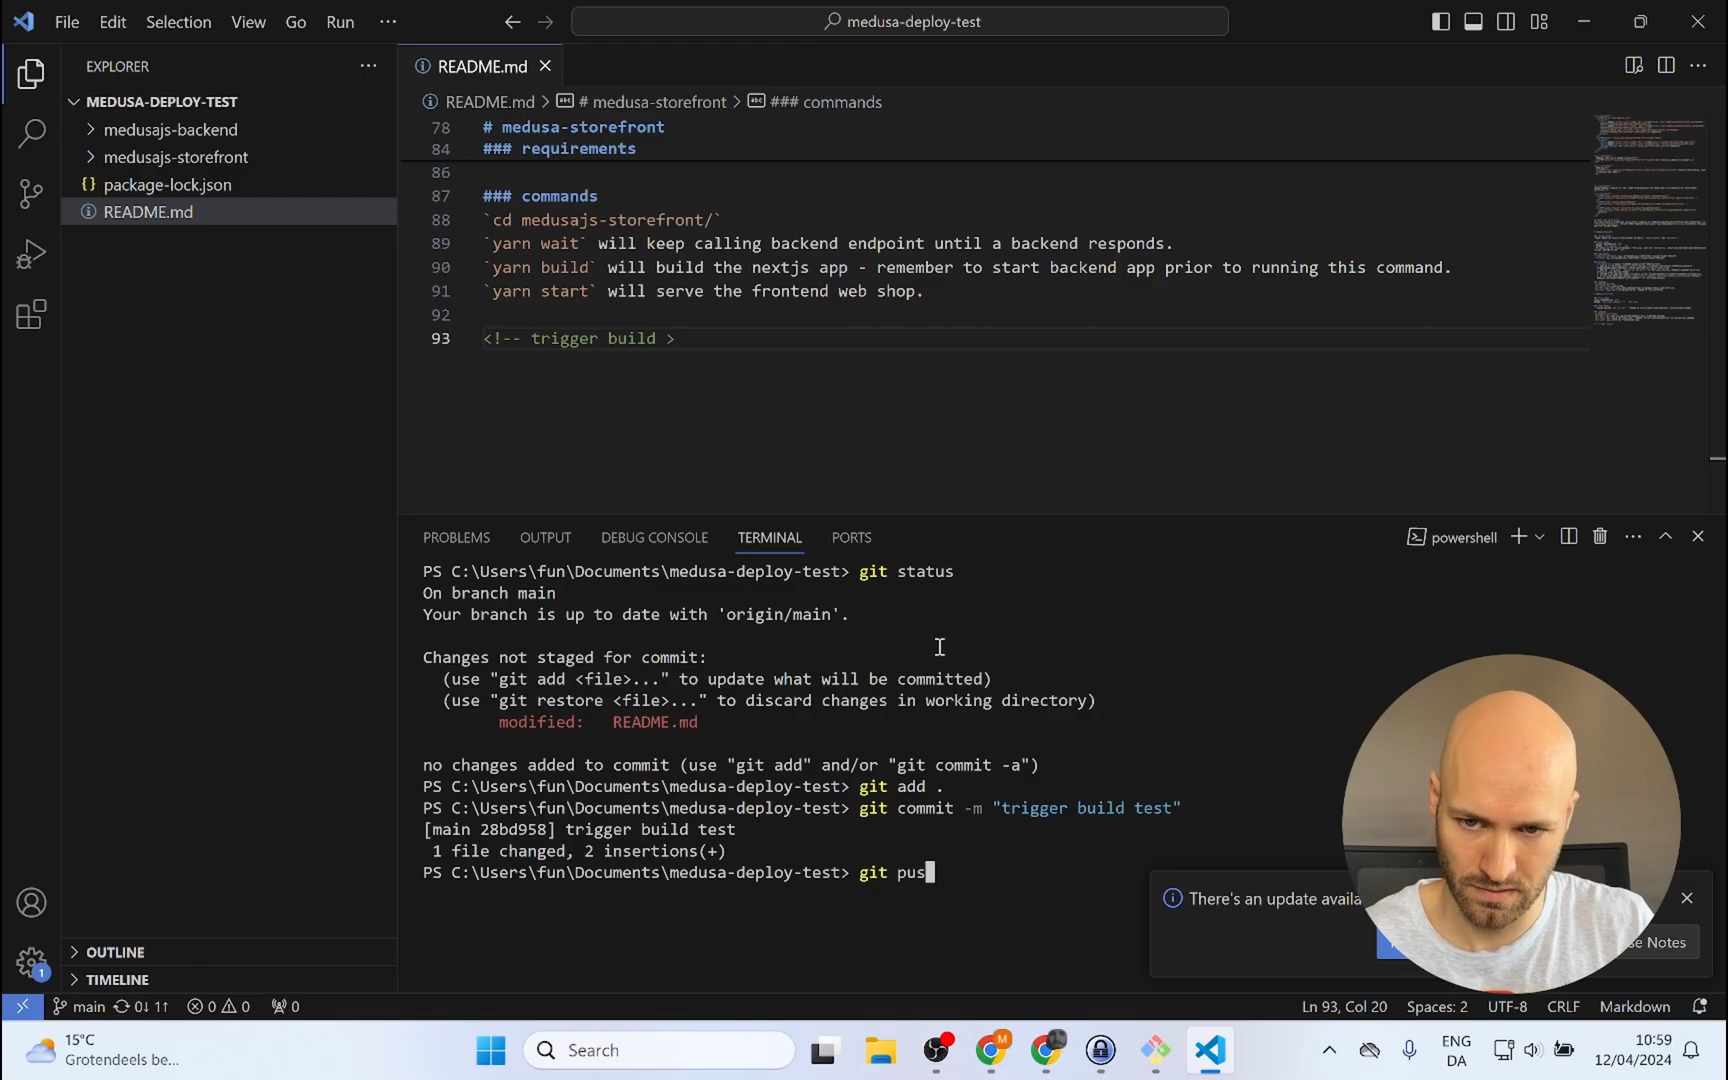 File Edit Selection View Go Run ···
medusa-deploy-test
EXPLORER ···
MEDUSA-DEPLOY-TEST
medusajs-backend
medusajs-storefront
{} package-lock.json
README.md
OUTLINE
TIMELINE
README.md
README.md > # medusa-storefront > ### commands
78 # medusa-storefront
84 ### requirements
86
87 ### commands
88 `cd medusajs-storefront/`
89 `yarn wait` will keep calling backend endpoint until a backend responds.
90 `yarn build` will build the nextjs app - remember to start backend app prior to running this command.
91 `yarn start` will serve the frontend web shop.
92
93 <!-- trigger build >
PROBLEMS OUTPUT DEBUG CONSOLE TERMINAL PORTS powershell
PS C:\Users\fun\Documents\medusa-deploy-test> git status
On branch main
Your branch is up to date with 'origin/main'.
Changes not staged for commit:
(use "git add <file>..." to update what will be committed)
(use "git restore <file>..." to discard changes in working directory)
modified: README.md
no changes added to commit (use "git add" and/or "git commit -a")
PS C:\Users\fun\Documents\medusa-deploy-test> git add .
PS C:\Users\fun\Documents\medusa-deploy-test> git commit -m "trigger build test"
[main 28bd958] trigger build test
1 file changed, 2 insertions(+)
PS C:\Users\fun\Documents\medusa-deploy-test> git pus
There's an update
Notes
1
main 0↓ 1↑ 0 0 0 Ln 93, Col 20 Spaces: 2 UTF-8 CRLF Markdown
15°C
Grotendeels be...
Search
M
ENG
DA
10:59
12/04/2024